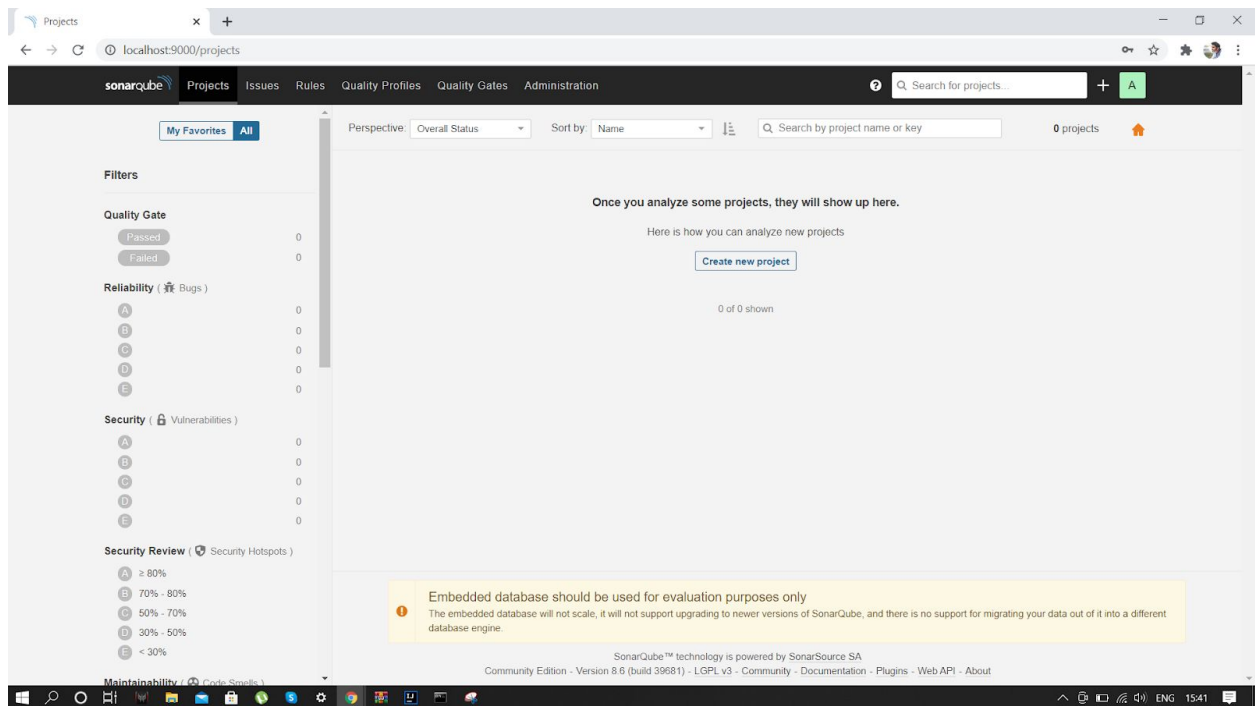 Projects
localhost:9000/projects
sonarqube Projects Issues Rules Quality Profiles Quality Gates Administration Search for projects... A
My Favorites All
Perspective: Overall Status Sort by: Name Search by project name or key 0 projects
Filters
Once you analyze some projects, they will show up here.
Here is how you can analyze new projects
Create new project
0 of 0 shown
Quality Gate
Passed 0
Failed 0
Reliability ( Bugs )
A 0
B 0
C 0
D 0
E 0
Security ( Vulnerabilities )
A 0
B 0
C 0
D 0
E 0
Security Review ( Security Hotspots )
A ≥ 80%
B 70% - 80%
C 50% - 70%
D 30% - 50%
E < 30%
Maintainability ( Code Smells )
Embedded database should be used for evaluation purposes only
The embedded database will not scale, it will not support upgrading to newer versions of SonarQube, and there is no support for migrating your data out of it into a different
database engine.
SonarQube™ technology is powered by SonarSource SA
Community Edition - Version 8.6 (build 39681) - LGPL v3 - Community - Documentation - Plugins - Web API - About
ENG 15:41